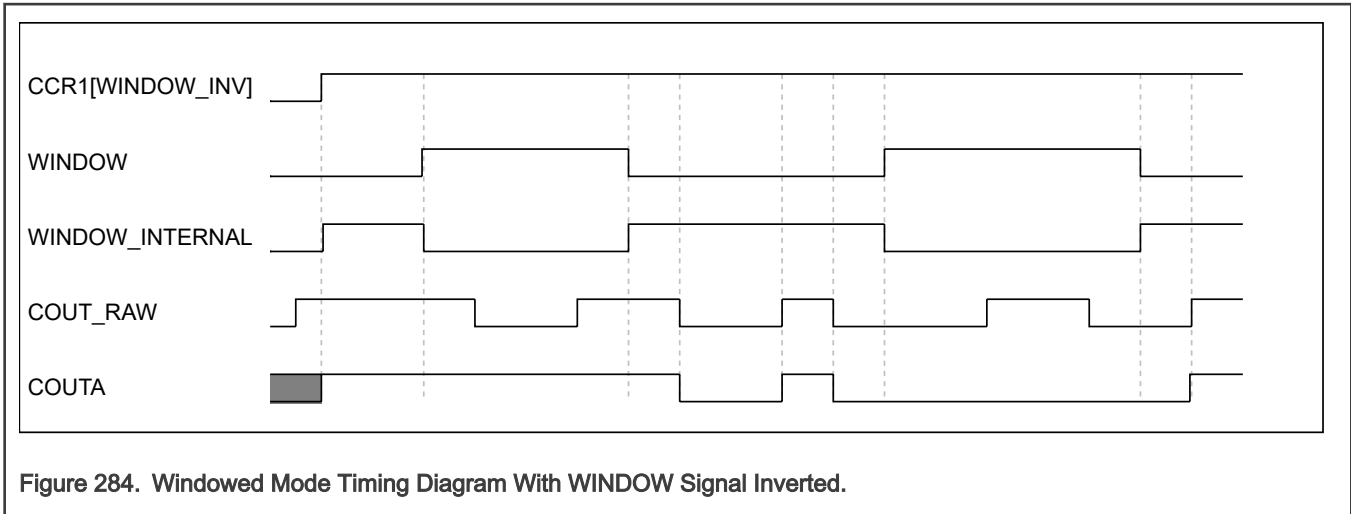 CCR1[WINDOW_INV]
WINDOW
WINDOW_INTERNAL
COUT_RAW
COUTA
Figure 284. Windowed Mode Timing Diagram With WINDOW Signal Inverted.